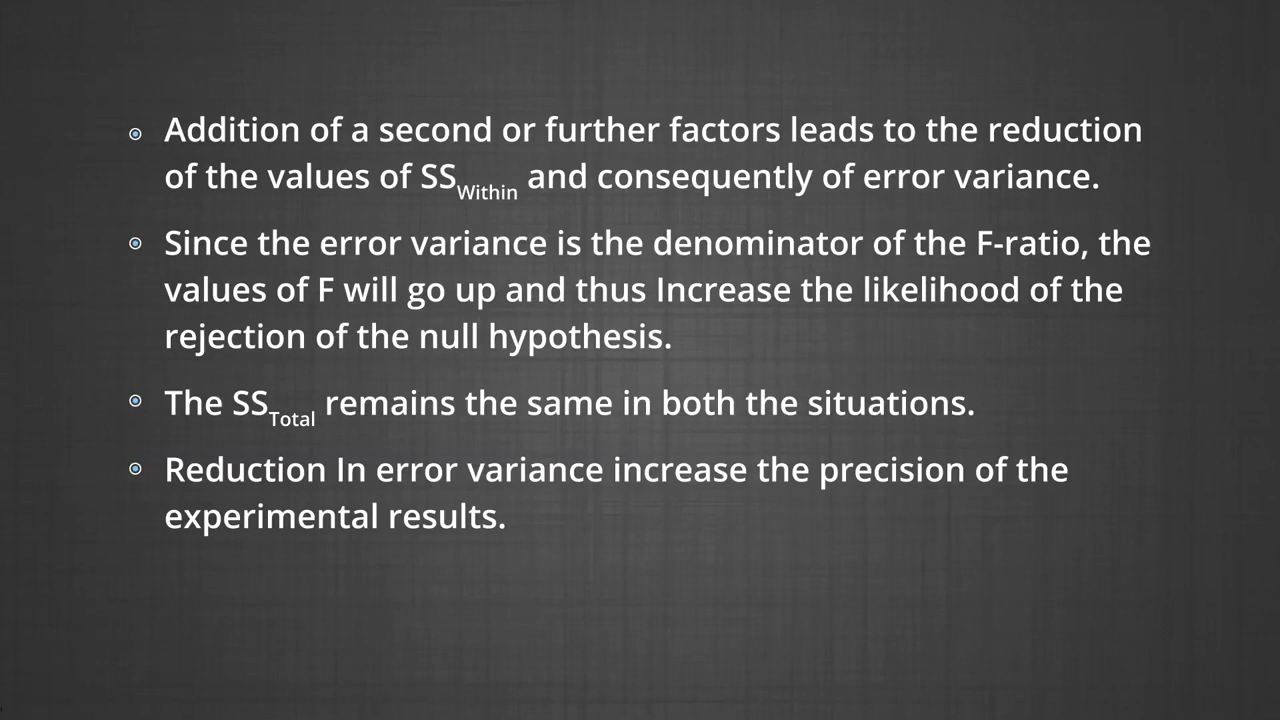 Addition of a second or further factors leads to the reduction
of the values of SSWithin and consequently of error variance.
Since the error variance is the denominator of the F-ratio, the
values of F will go up and thus Increase the likelihood of the
rejection of the null hypothesis.
The SSTotal remains the same in both the situations.
Reduction In error variance increase the precision of the
experimental results.